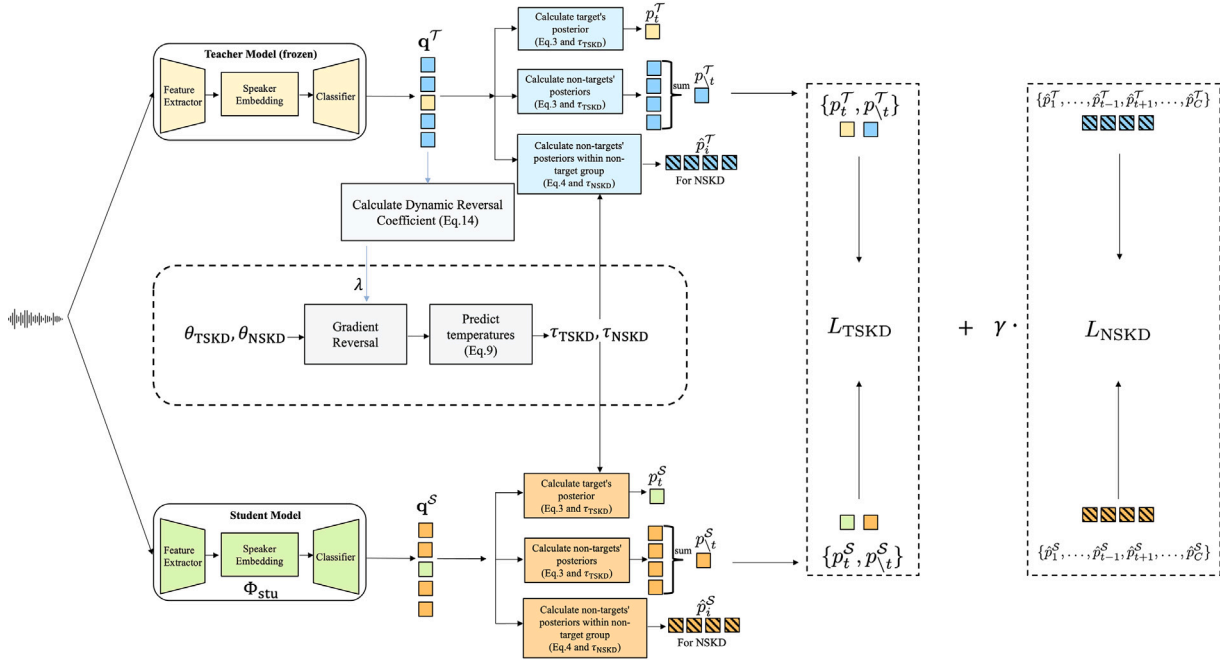 Teacher Model (frozen)
Feature
Extractor
Speaker
Embedding
Classifier
𝐪^𝒯
Calculate target's
posterior
(Eq.3 and τ_TSKD)
p_t^𝒯
Calculate non-targets'
posteriors
(Eq.3 and τ_TSKD)
sum
p_{\t}^𝒯
Calculate non-targets'
posteriors within non-
target group
(Eq.4 and τ_NSKD)
p̂_i^𝒯
For NSKD
Calculate Dynamic Reversal
Coefficient (Eq.14)
λ
θ_TSKD, θ_NSKD
Gradient
Reversal
Predict
temperatures
(Eq.9)
τ_TSKD, τ_NSKD
Student Model
Feature
Extractor
Speaker
Embedding
Classifier
Φ_stu
𝐪^𝒮
Calculate target's
posterior
(Eq.3 and τ_TSKD)
p_t^𝒮
Calculate non-targets'
posteriors
(Eq.3 and τ_TSKD)
sum
p_{\t}^𝒮
Calculate non-targets'
posteriors within non-
target group
(Eq.4 and τ_NSKD)
p̂_i^𝒮
For NSKD
{p_t^𝒯, p_{\t}^𝒯}
L_TSKD
{p_t^𝒮, p_{\t}^𝒮}
+ γ ·
{p̂_1^𝒯, . . . , p̂_{t−1}^𝒯, p̂_{t+1}^𝒯, . . . , p̂_C^𝒯}
L_NSKD
{p̂_1^𝒮, . . . , p̂_{t−1}^𝒮, p̂_{t+1}^𝒮, . . . , p̂_C^𝒮}